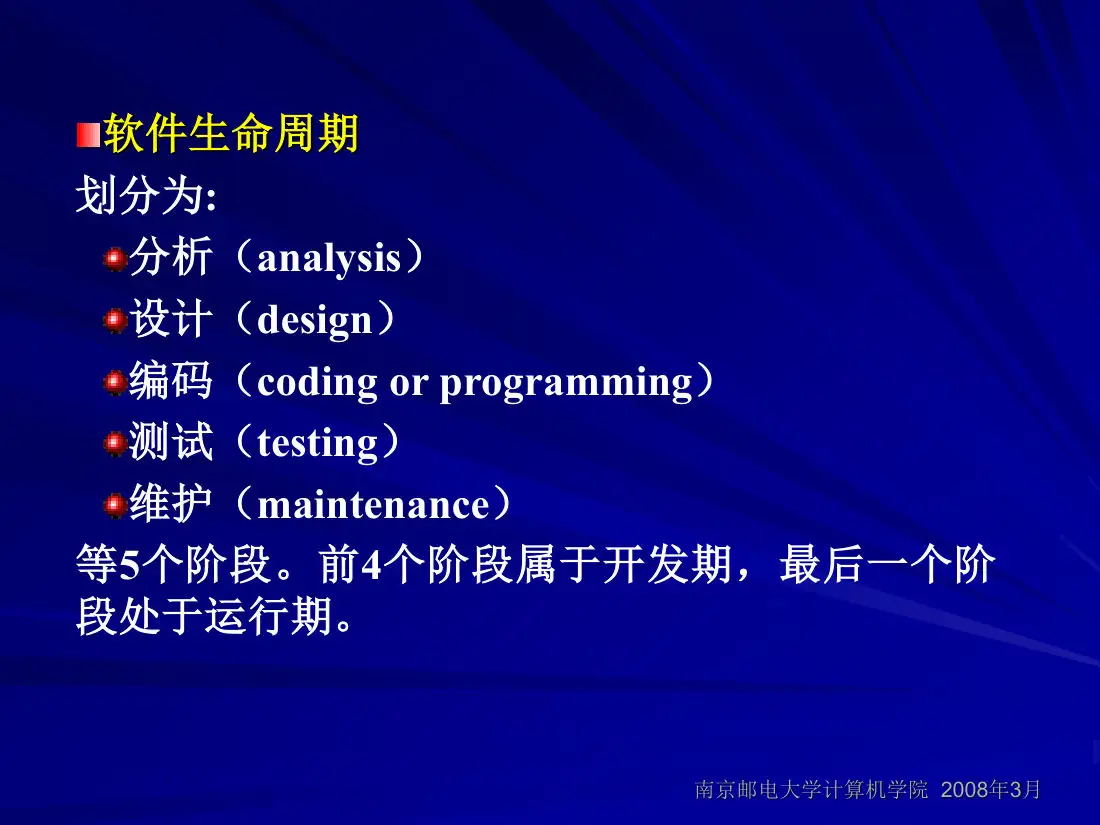 软件生命周期
划分为:
分析（analysis）
设计（design）
编码（coding or programming）
测试（testing）
维护（maintenance）
等5个阶段。前4个阶段属于开发期，最后一个阶
段处于运行期。
南京邮电大学计算机学院 2008年3月